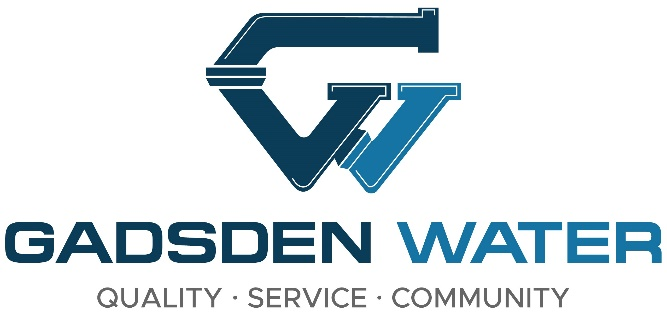 GADSDEN WATER
QUALITY · SERVICE · COMMUNITY